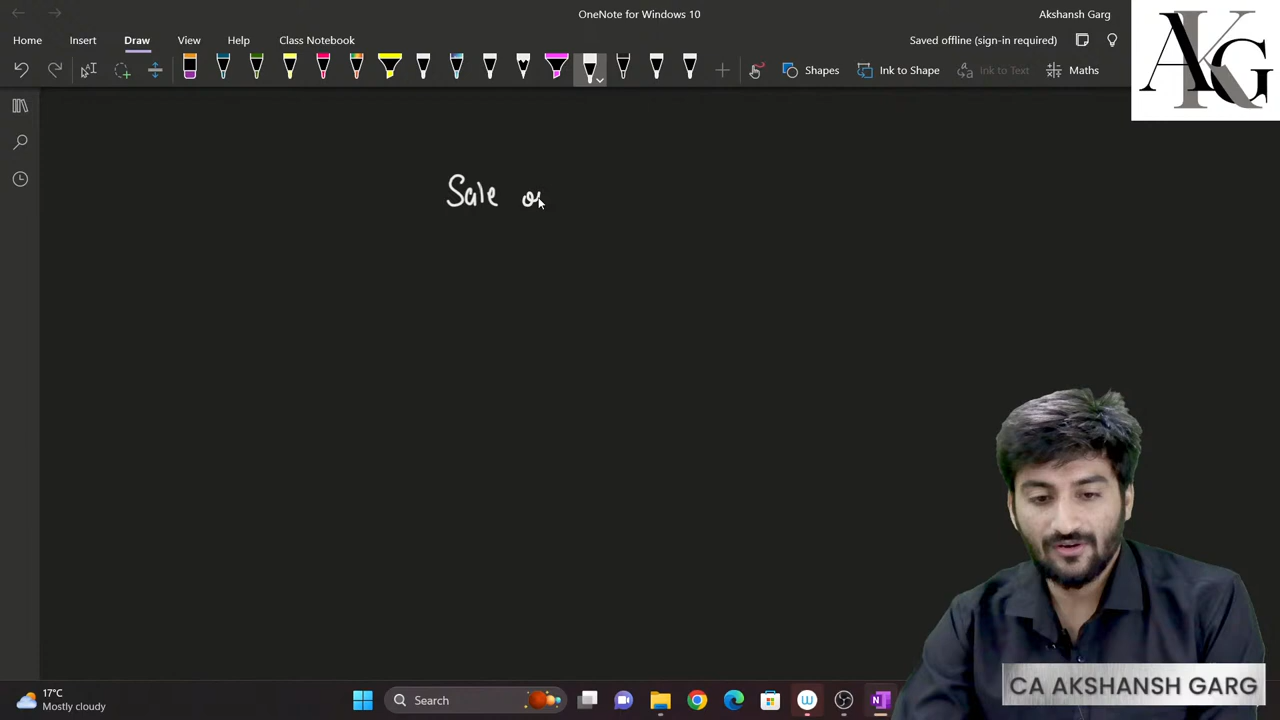 OneNote for Windows 10
Akshansh Garg
Home Insert Draw View Help Class Notebook
Saved offline (sign-in required)
Shapes Ink to Shape Ink to Text Maths
AKG
Sale o
17°C
Mostly cloudy
Search
CA AKSHANSH GARG